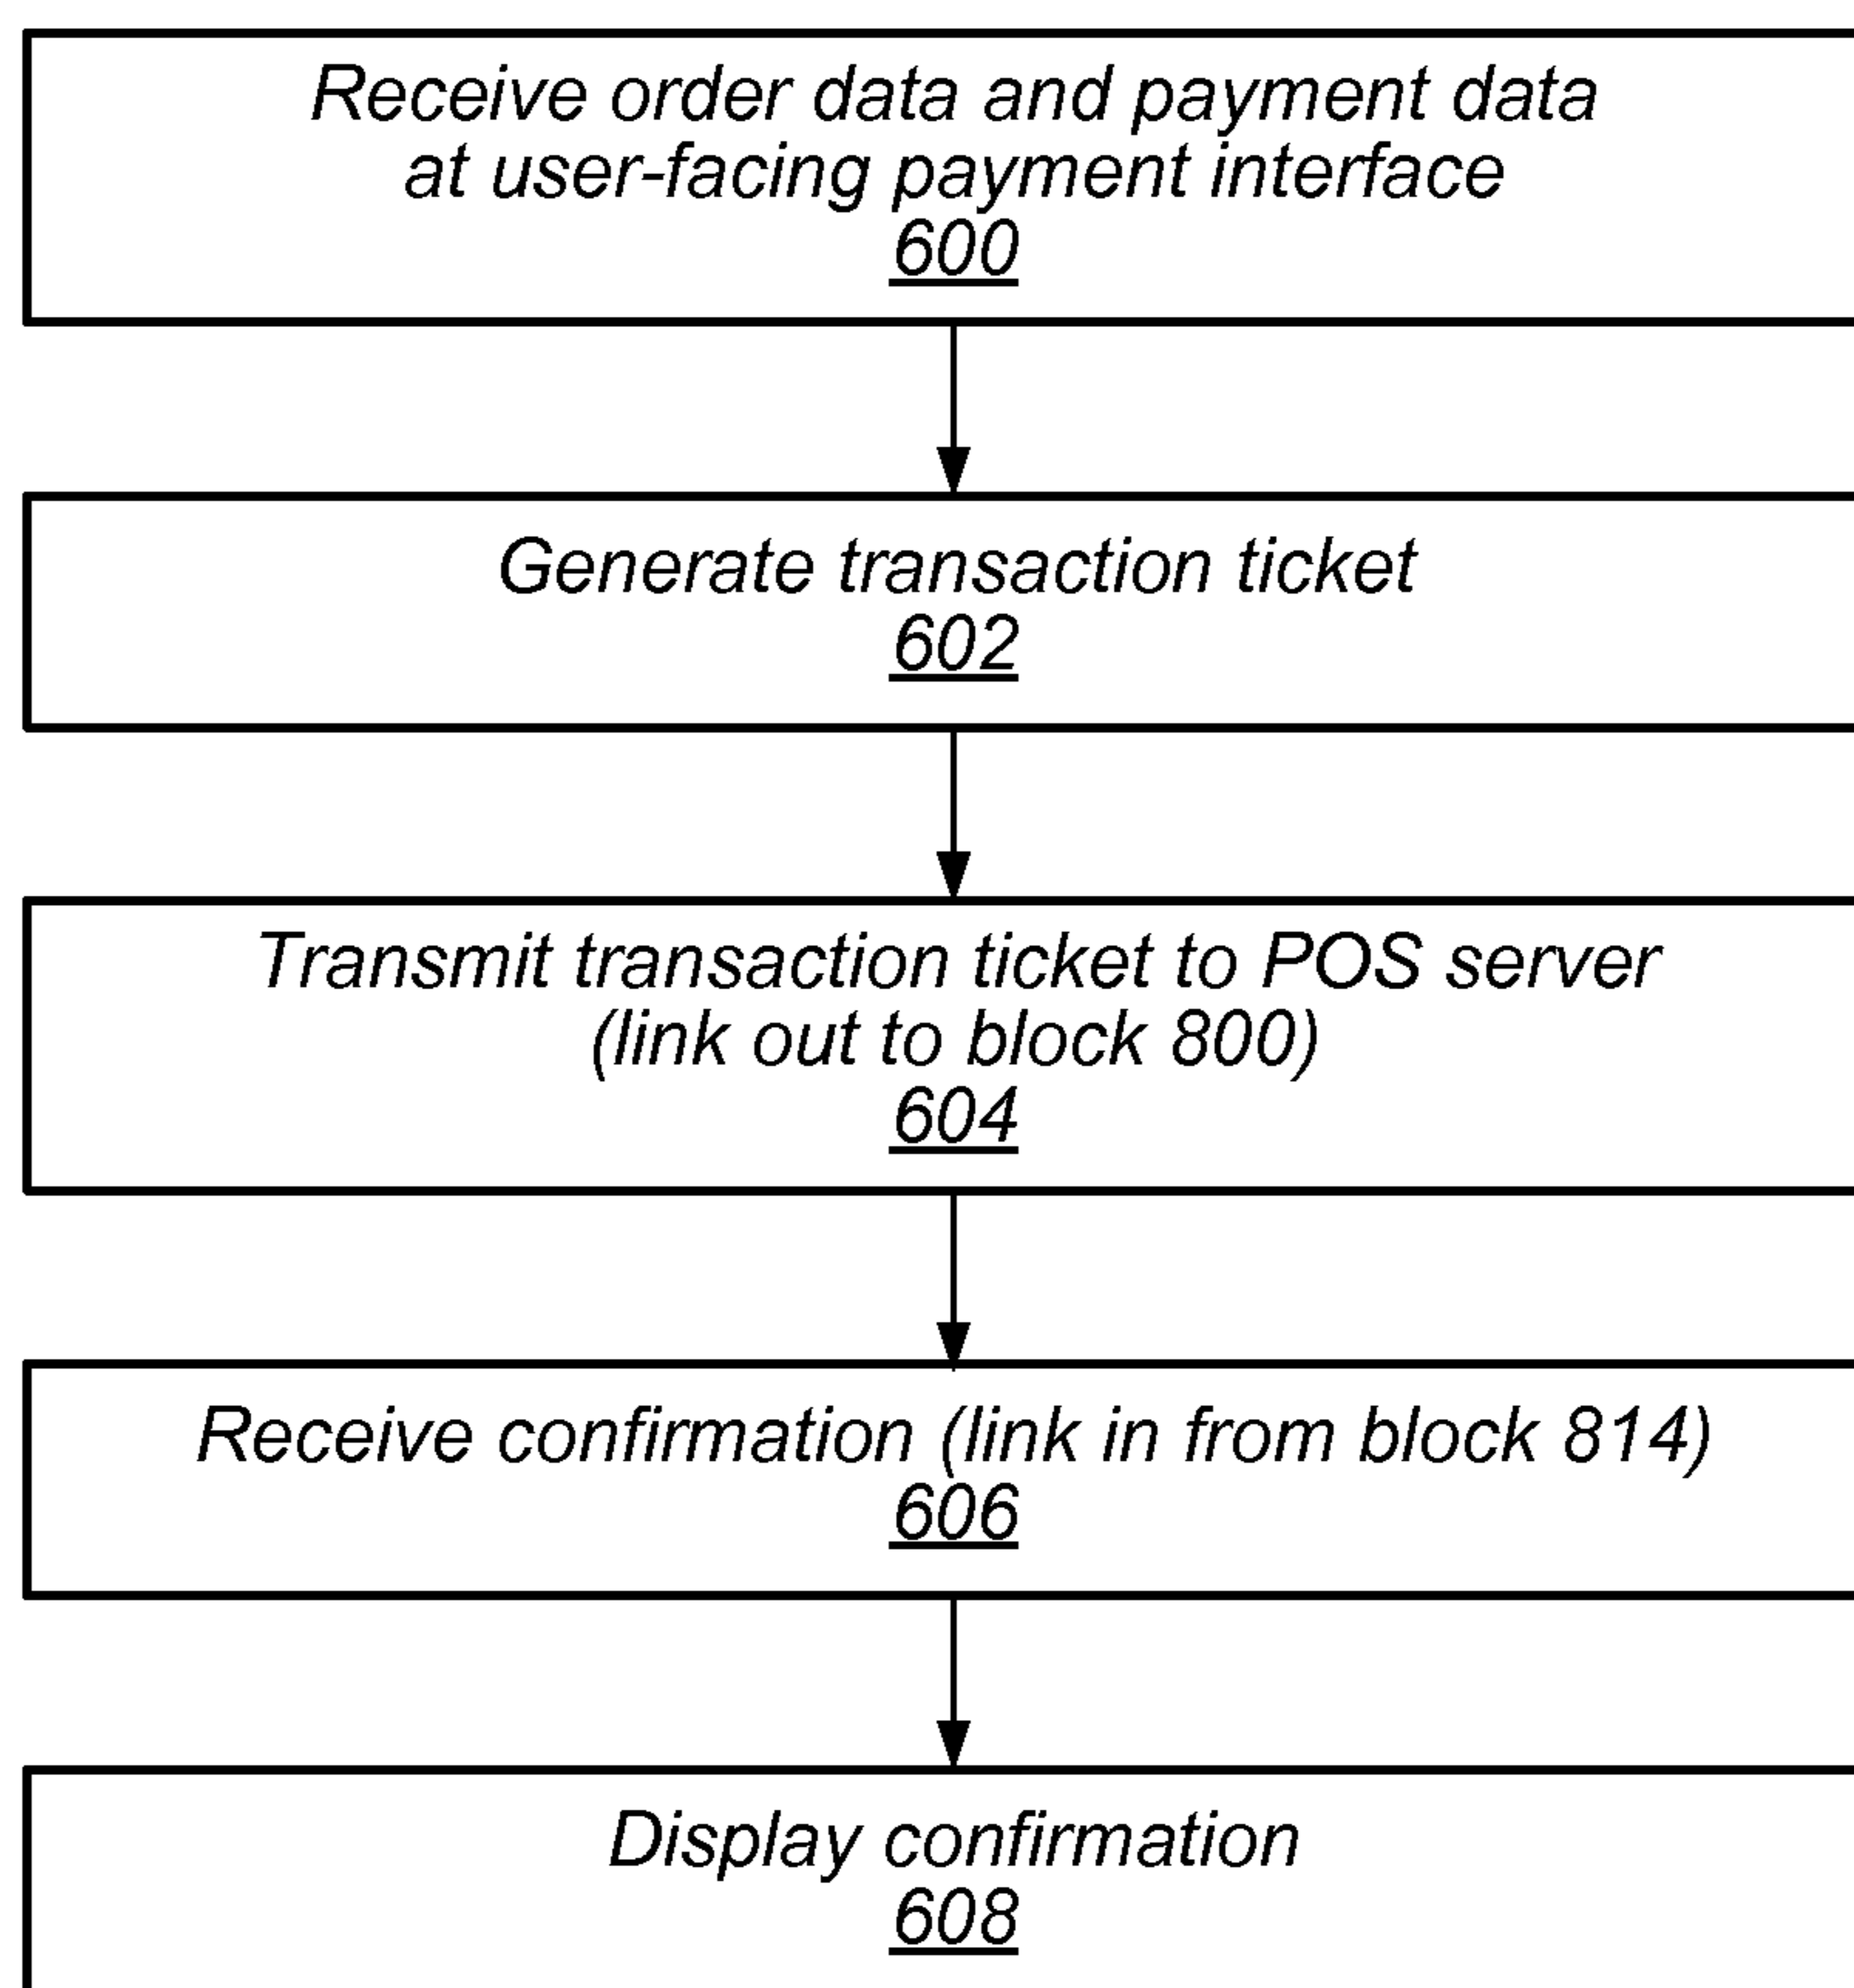 Receive order data and payment data
at user-facing payment interface
600
Generate transaction ticket
602
Transmit transaction ticket to POS server
(link out to block 800)
604
Receive confirmation (link in from block 814)
606
Display confirmation
608